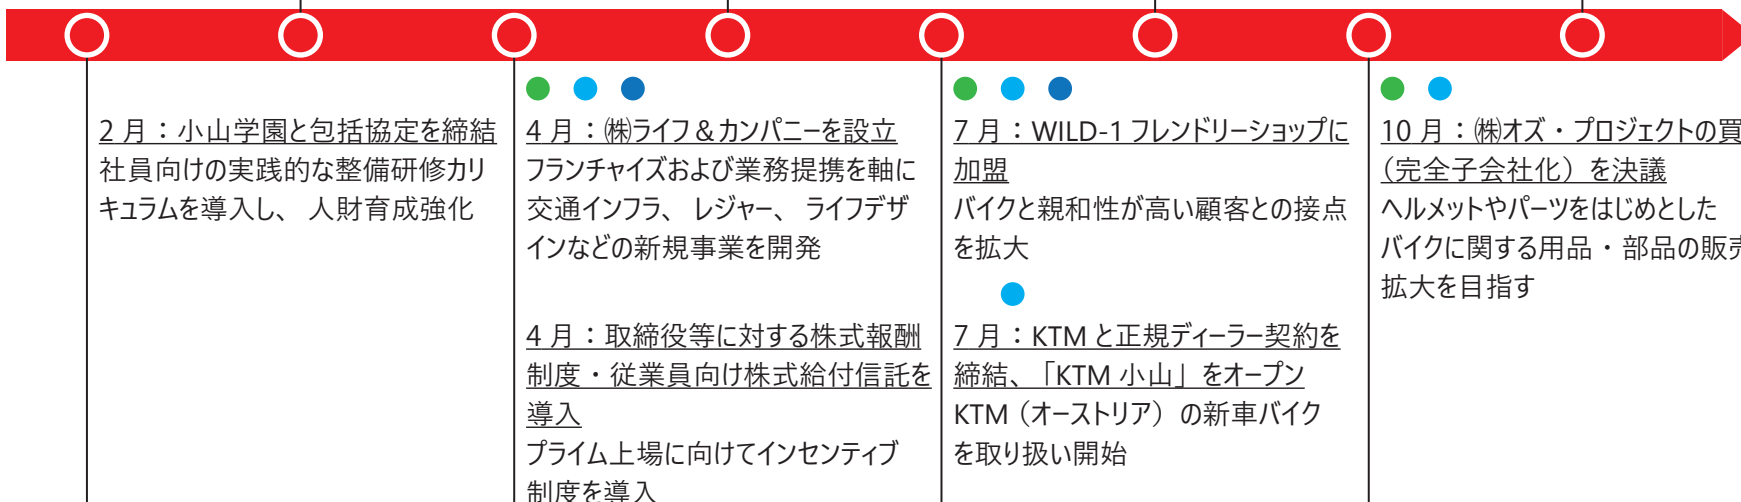 2 月：小山学園と包括協定を締結
社員向けの実践的な整備研修カリ
キュラムを導入し、人財育成強化
4 月：㈱ライフ＆カンパニーを設立
フランチャイズおよび業務提携を軸に
交通インフラ、レジャー、ライフデザ
インなどの新規事業を開発
4 月：取締役等に対する株式報酬
制度・従業員向け株式給付信託を
導入
プライム上場に向けてインセンティブ
制度を導入
7 月：WILD-1 フレンドリーショップに
加盟
バイクと親和性が高い顧客との接点
を拡大
7 月：KTM と正規ディーラー契約を
締結、「KTM 小山」をオープン
KTM（オーストリア）の新車バイク
を取り扱い開始
10 月：㈱オズ・プロジェクトの買
（完全子会社化）を決議
ヘルメットやパーツをはじめとした
バイクに関する用品・部品の販売
拡大を目指す